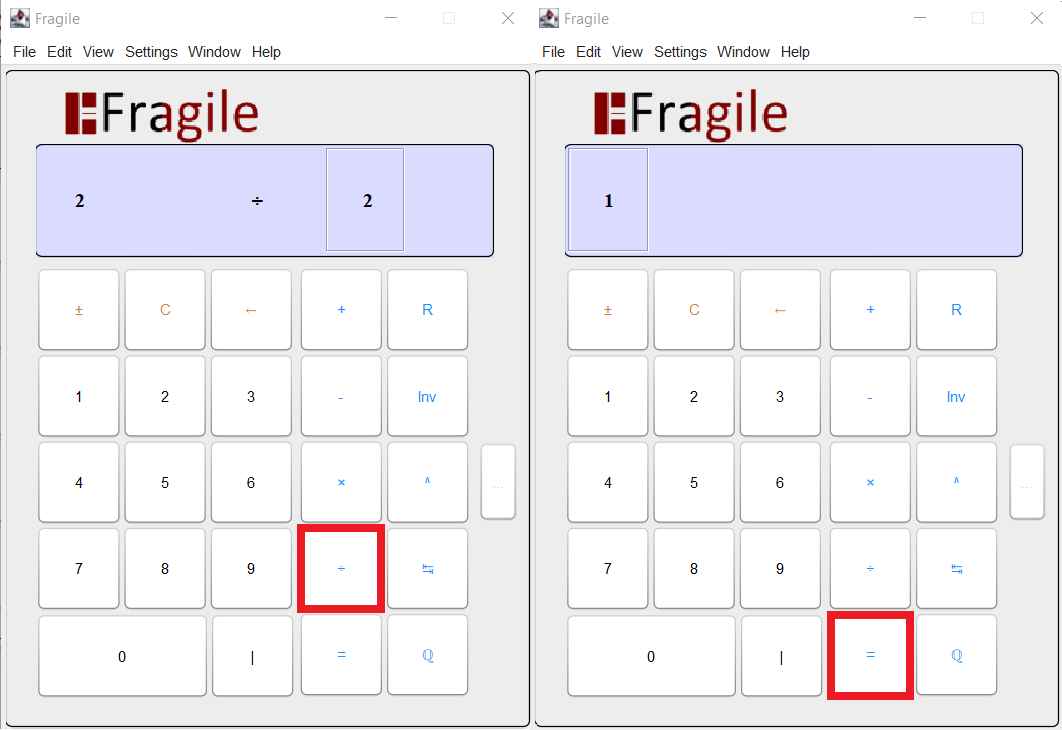 Fragile
File Edit View Settings Window Help
Fragile
2 ÷ 2
± C ← + R
1 2 3 - Inv
4 5 6 × ^ ...
7 8 9 ÷ ↹
0 | = ℚ
Fragile
File Edit View Settings Window Help
Fragile
1
± C ← + R
1 2 3 - Inv
4 5 6 × ^ ...
7 8 9 ÷ ↹
0 | = ℚ